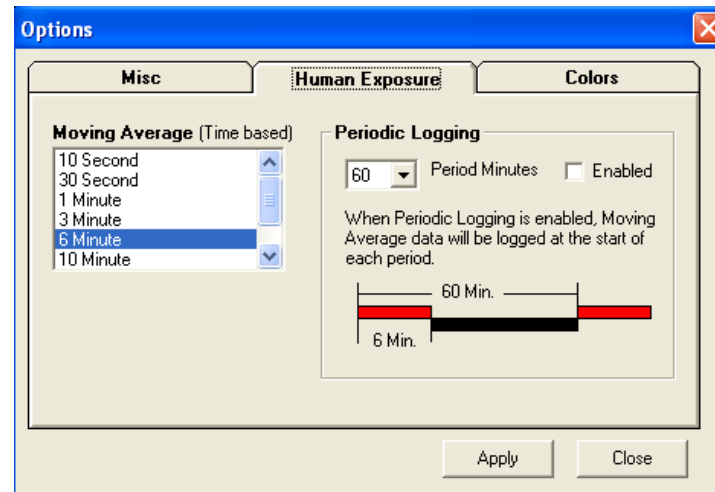 Options
Misc
Human Exposure
Colors
Moving Average (Time based)
10 Second
30 Second
1 Minute
3 Minute
6 Minute
10 Minute
Periodic Logging
60 Period Minutes Enabled
When Periodic Logging is enabled, Moving
Average data will be logged at the start of
each period.
60 Min.
6 Min.
Apply
Close